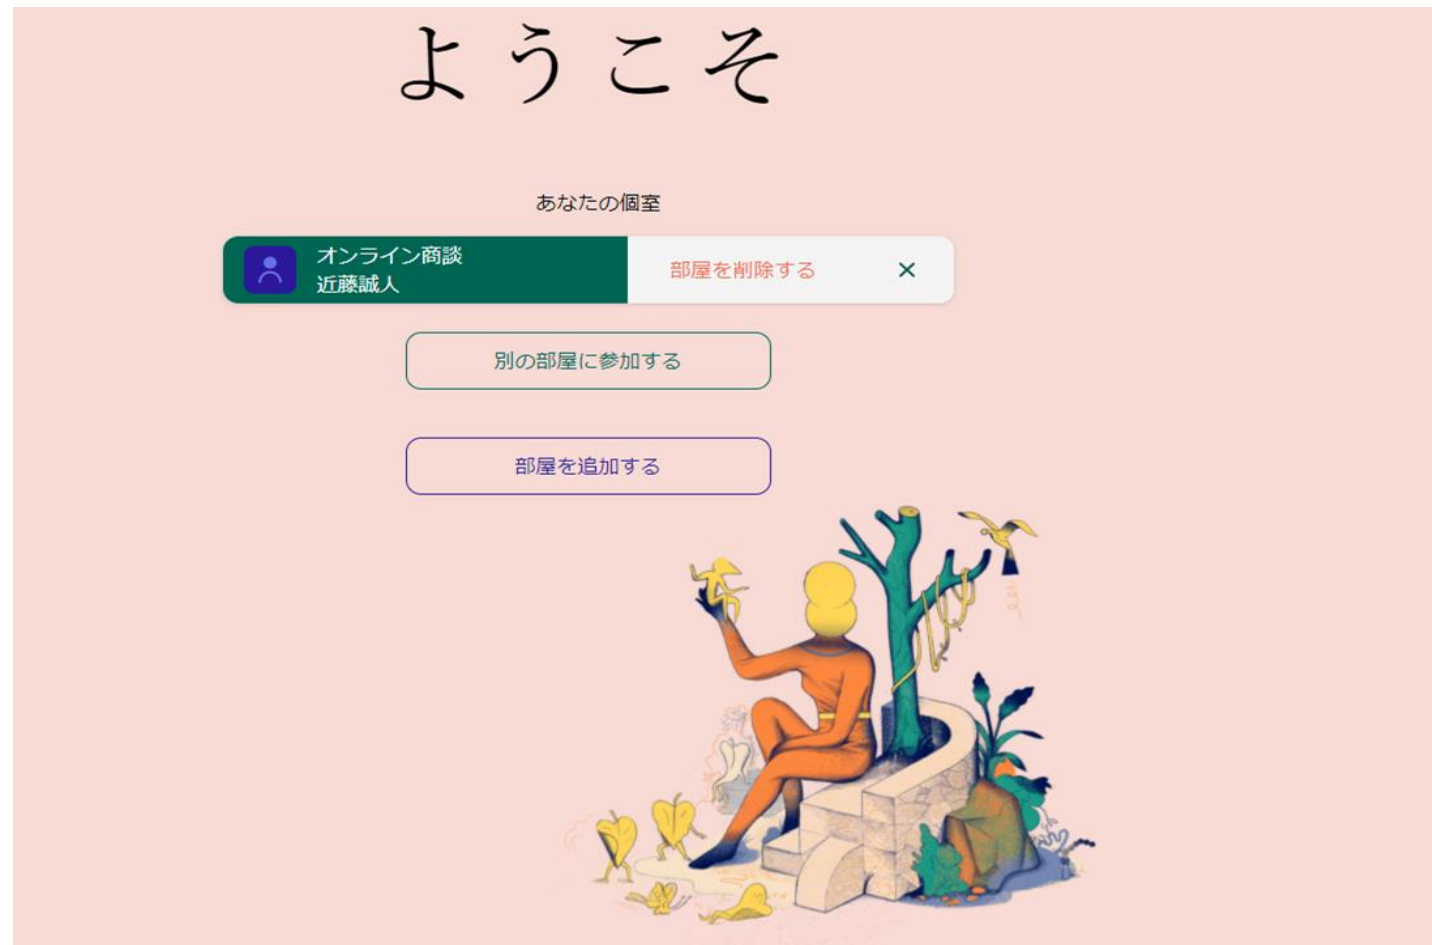 ようこそ
あなたの個室
オンライン商談
近藤誠人
部屋を削除する
別の部屋に参加する
部屋を追加する